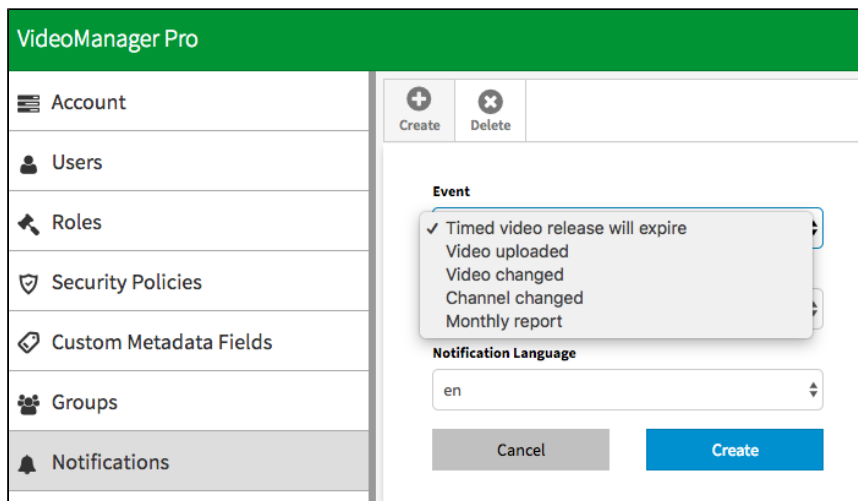 VideoManager Pro
Account
Users
Roles
Security Policies
Custom Metadata Fields
Groups
Notifications
Create
Delete
Event
✓ Timed video release will expire
Video uploaded
Video changed
Channel changed
Monthly report
Notification Language
en
Cancel
Create